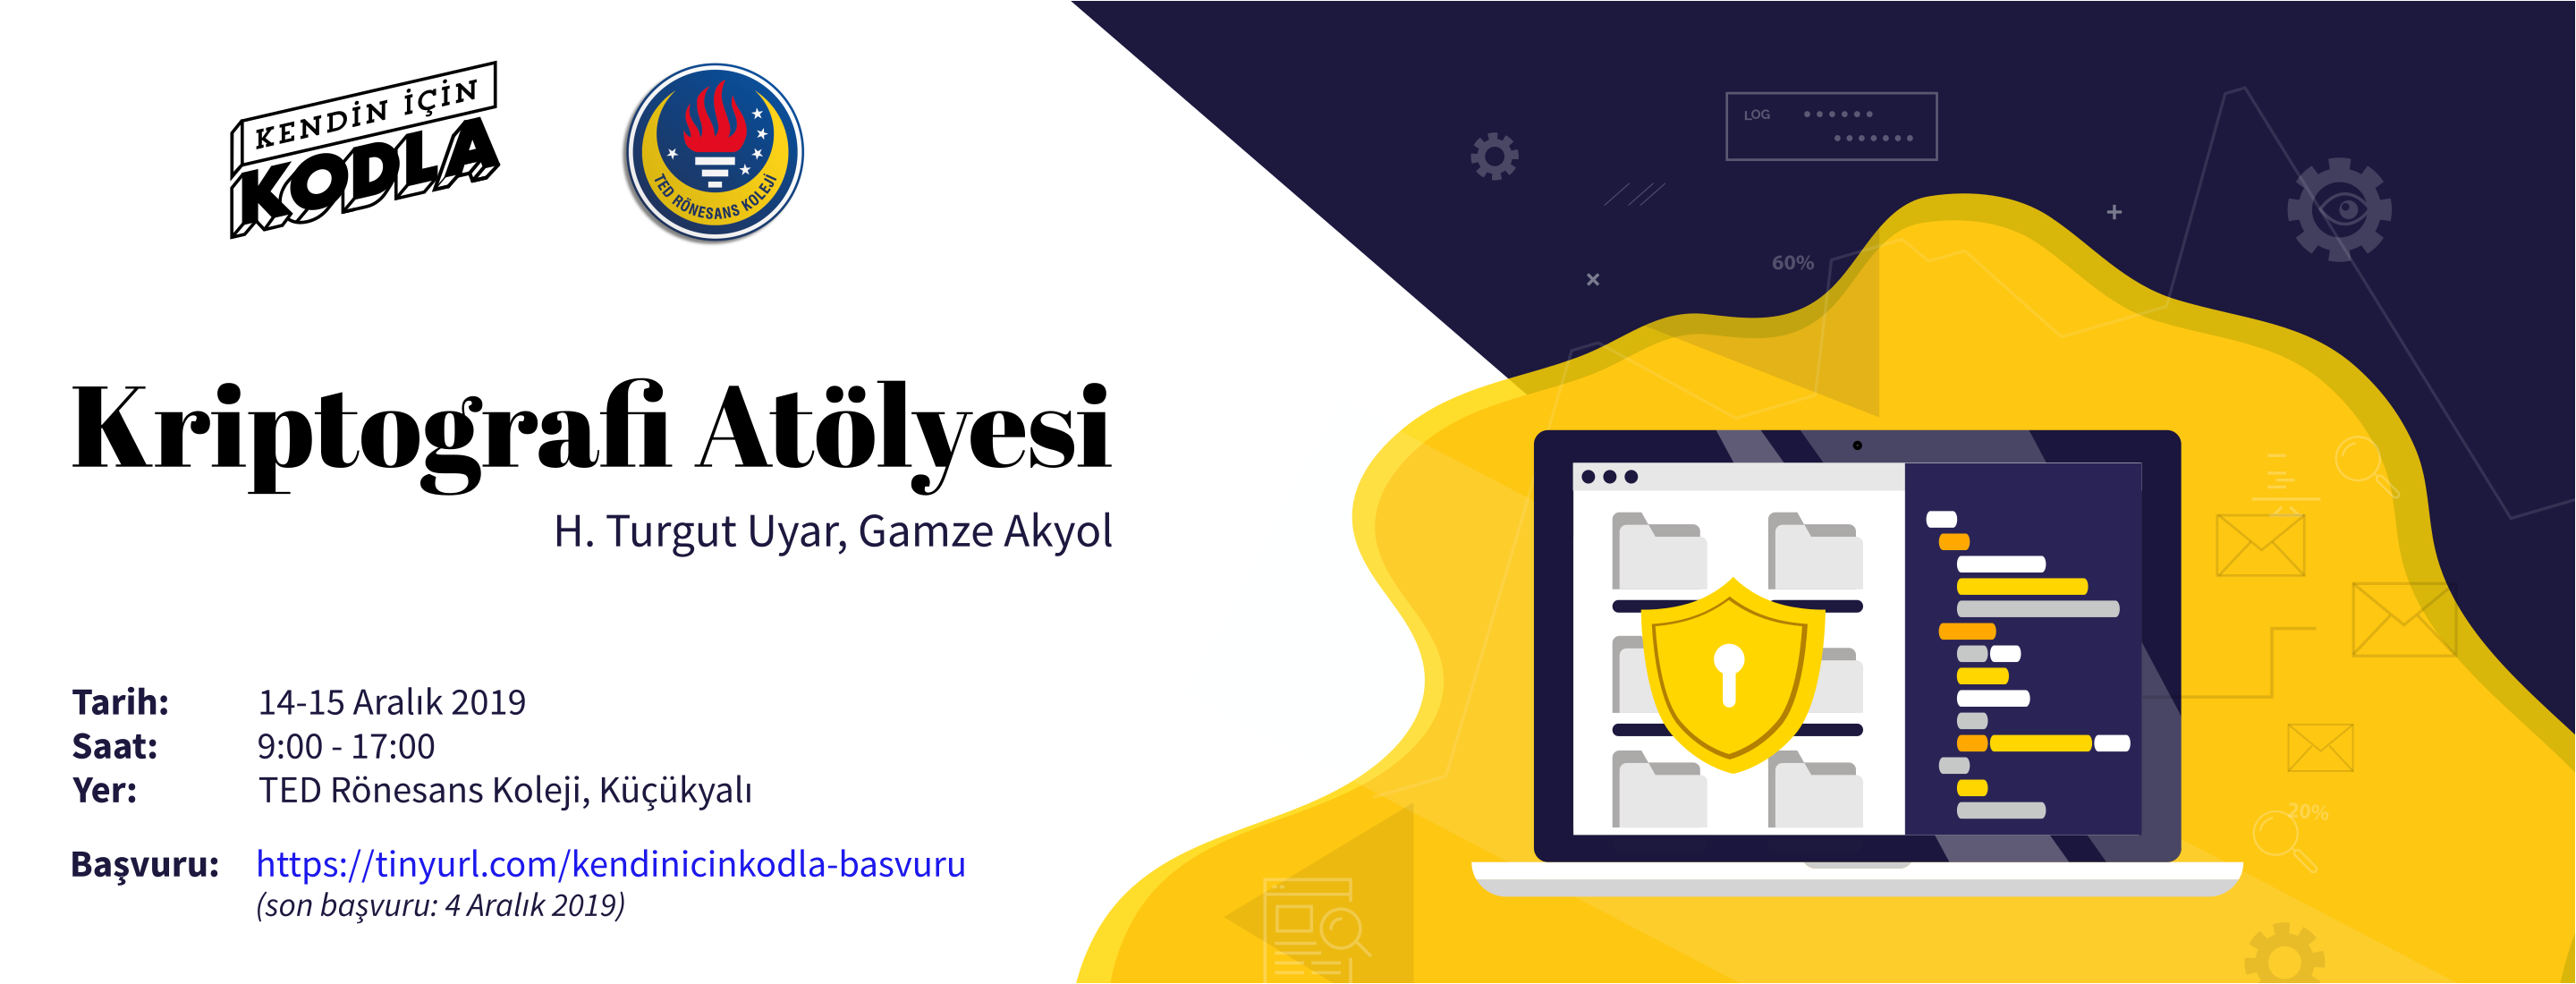 KENDİN İÇİN
KODLA
TED RÖNESANS KOLEJİ
LOG
60%
Kriptografi Atölyesi
H. Turgut Uyar, Gamze Akyol
Tarih: 14-15 Aralık 2019
Saat: 9:00 - 17:00
Yer: TED Rönesans Koleji, Küçükyalı
Başvuru: https://tinyurl.com/kendinicinkodla-basvuru
(son başvuru: 4 Aralık 2019)
20%